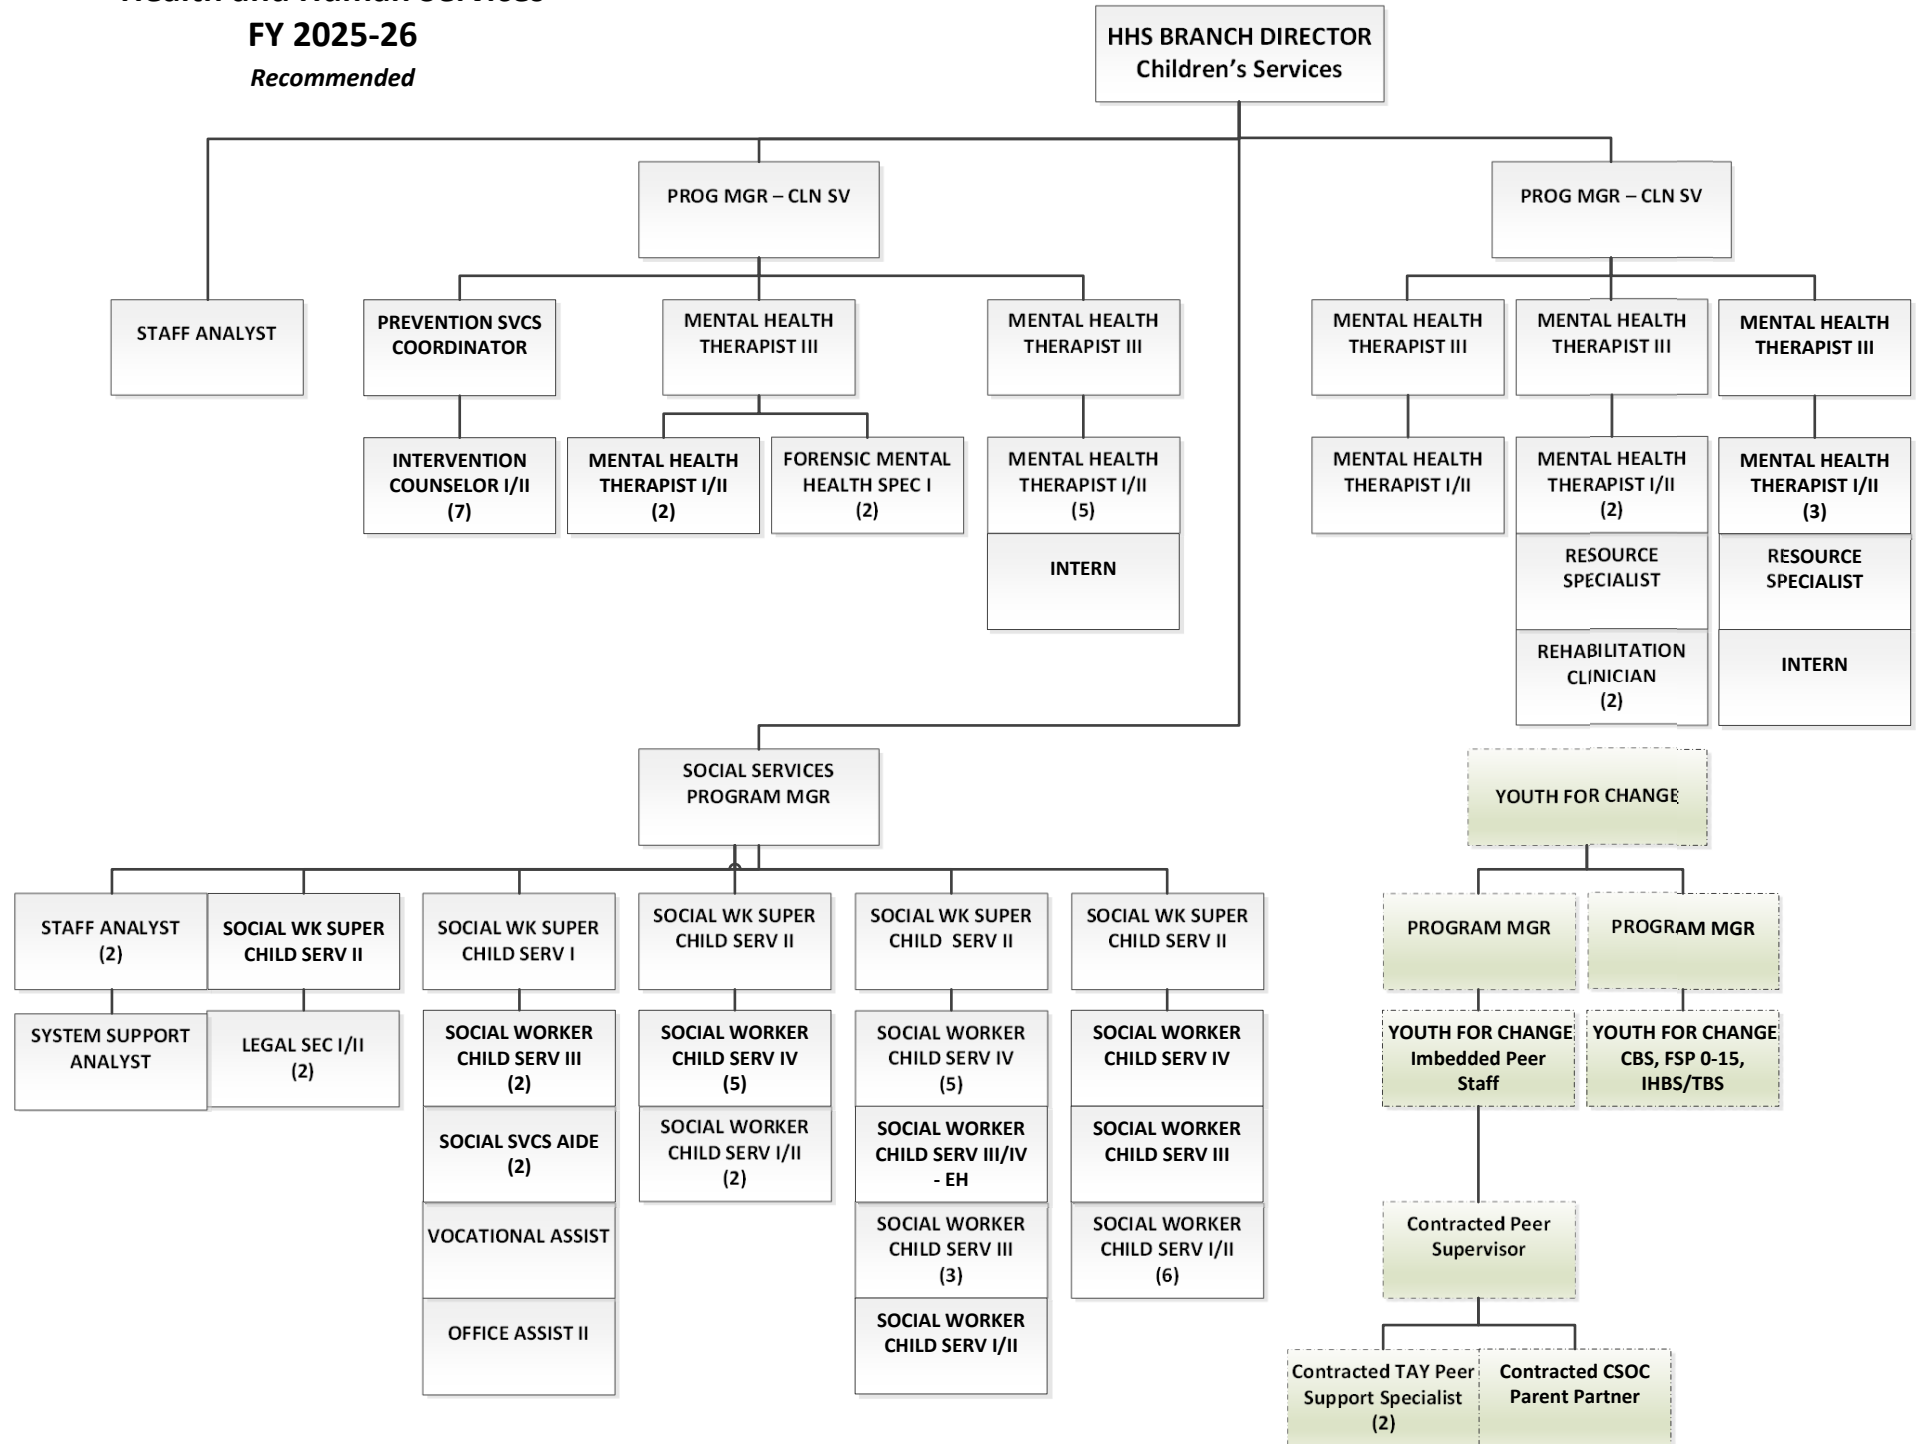 Health and Human Services
FY 2025-26
Recommended
HHS BRANCH DIRECTOR
Children's Services
PROG MGR – CLN SV
PROG MGR – CLN SV
STAFF ANALYST
PREVENTION SVCS
COORDINATOR
MENTAL HEALTH
THERAPIST III
MENTAL HEALTH
THERAPIST III
MENTAL HEALTH
THERAPIST III
MENTAL HEALTH
THERAPIST III
MENTAL HEALTH
THERAPIST III
INTERVENTION
COUNSELOR I/II
(7)
MENTAL HEALTH
THERAPIST I/II
(2)
FORENSIC MENTAL
HEALTH SPEC I
(2)
MENTAL HEALTH
THERAPIST I/II
(5)
INTERN
MENTAL HEALTH
THERAPIST I/II
MENTAL HEALTH
THERAPIST I/II
(2)
RESOURCE
SPECIALIST
REHABILITATION
CLINICIAN
(2)
MENTAL HEALTH
THERAPIST I/II
(3)
RESOURCE
SPECIALIST
INTERN
SOCIAL SERVICES
PROGRAM MGR
STAFF ANALYST
(2)
SYSTEM SUPPORT
ANALYST
SOCIAL WK SUPER
CHILD SERV II
LEGAL SEC I/II
(2)
SOCIAL WK SUPER
CHILD SERV I
SOCIAL WORKER
CHILD SERV III
(2)
SOCIAL SVCS AIDE
(2)
VOCATIONAL ASSIST
OFFICE ASSIST II
SOCIAL WK SUPER
CHILD SERV II
SOCIAL WORKER
CHILD SERV IV
(5)
SOCIAL WORKER
CHILD SERV I/II
(2)
SOCIAL WK SUPER
CHILD SERV II
SOCIAL WORKER
CHILD SERV IV
(5)
SOCIAL WORKER
CHILD SERV III/IV
- EH
SOCIAL WORKER
CHILD SERV III
(3)
SOCIAL WORKER
CHILD SERV I/II
SOCIAL WK SUPER
CHILD SERV II
SOCIAL WORKER
CHILD SERV IV
SOCIAL WORKER
CHILD SERV III
SOCIAL WORKER
CHILD SERV I/II
(6)
YOUTH FOR CHANGE
PROGRAM MGR
PROGRAM MGR
YOUTH FOR CHANGE
Imbedded Peer
Staff
YOUTH FOR CHANGE
CBS, FSP 0-15,
IHBS/TBS
Contracted Peer
Supervisor
Contracted TAY Peer
Support Specialist
(2)
Contracted CSOC
Parent Partner